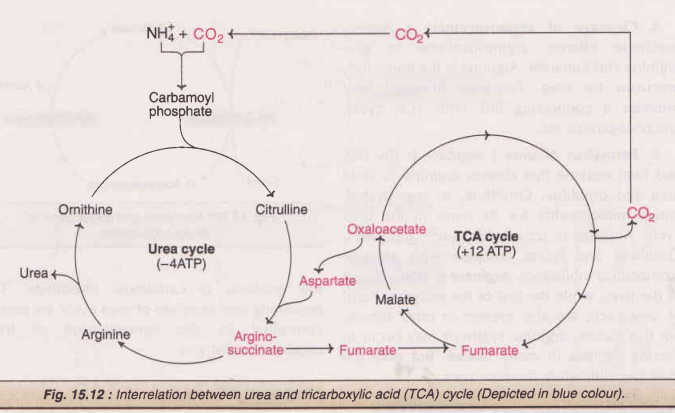 NH₄⁺ + CO₂
CO₂
Carbamoyl
phosphate
Ornithine
Citrulline
CO₂
Oxaloacetate
Urea cycle
(−4ATP)
TCA cycle
(+12 ATP)
Urea
Aspartate
Malate
Arginine
Argino-
succinate
Fumarate
Fumarate
Fig. 15.12 : Interrelation between urea and tricarboxylic acid (TCA) cycle (Depicted in blue colour).